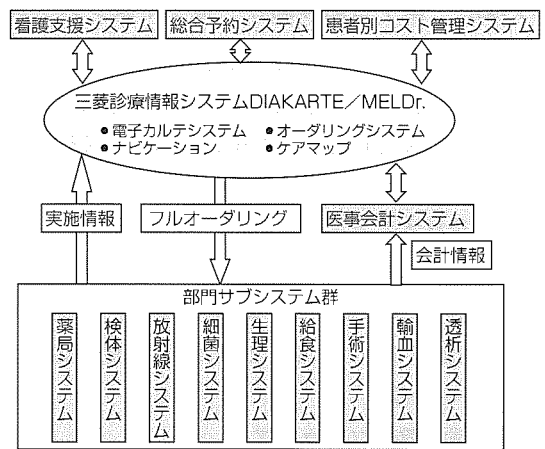 看護支援システム
総合予約システム
患者別コスト管理システム
三菱診療情報システムDIAKARTE／MELDr.
●電子カルテシステム ●オーダリングシステム
●ナビケーション ●ケアマップ
実施情報
フルオーダリング
医事会計システム
会計情報
部門サブシステム群
薬局システム
検体システム
放射線システム
細菌システム
生理システム
給食システム
手術システム
輸血システム
透析システム